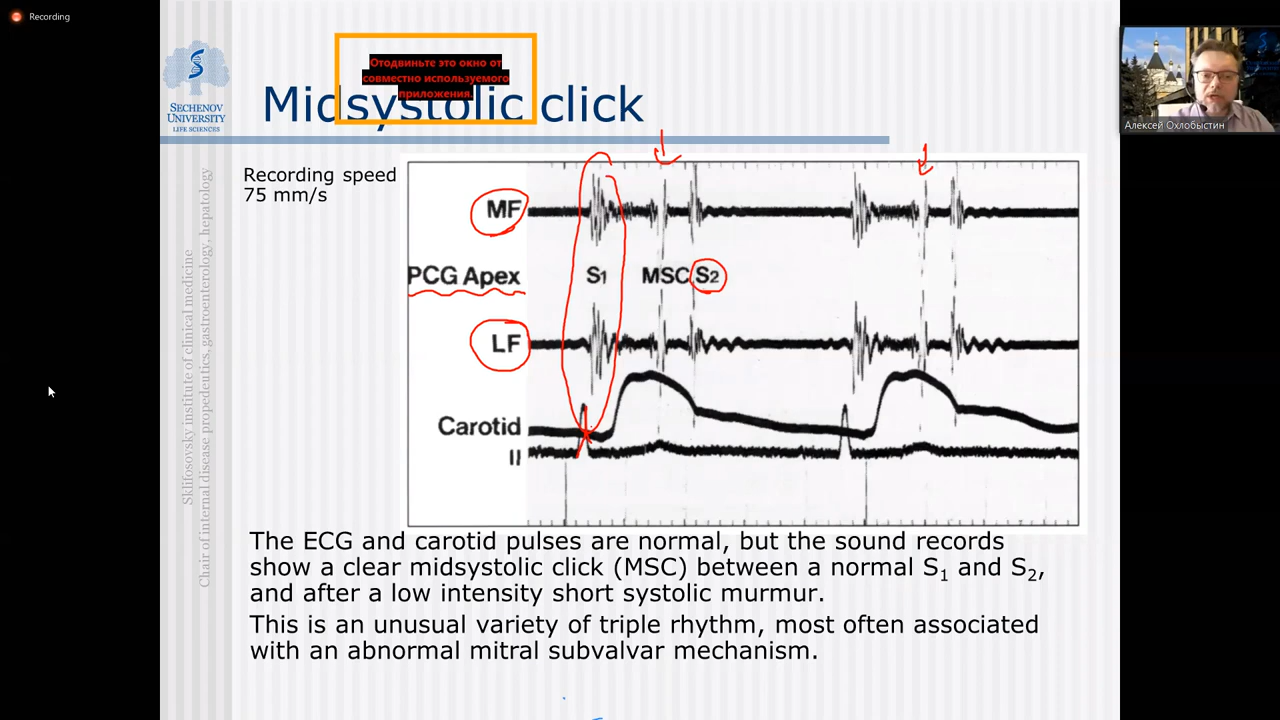 Recording
Отодвиньте это окно от
совместно используемого
приложения.
SECHENOV
UNIVERSITY
LIFE SCIENCES
Midsystolic click
Алексей Охлобыстин
Sklifosovsky institute of clinical medicine
Chair of internal disease propedeutics, gastroenterology, hepatology
Recording speed
75 mm/s
MF
PCG Apex S1 MSC S2
LF
Carotid
II
The ECG and carotid pulses are normal, but the sound records
show a clear midsystolic click (MSC) between a normal S1 and S2,
and after a low intensity short systolic murmur.
This is an unusual variety of triple rhythm, most often associated
with an abnormal mitral subvalvar mechanism.